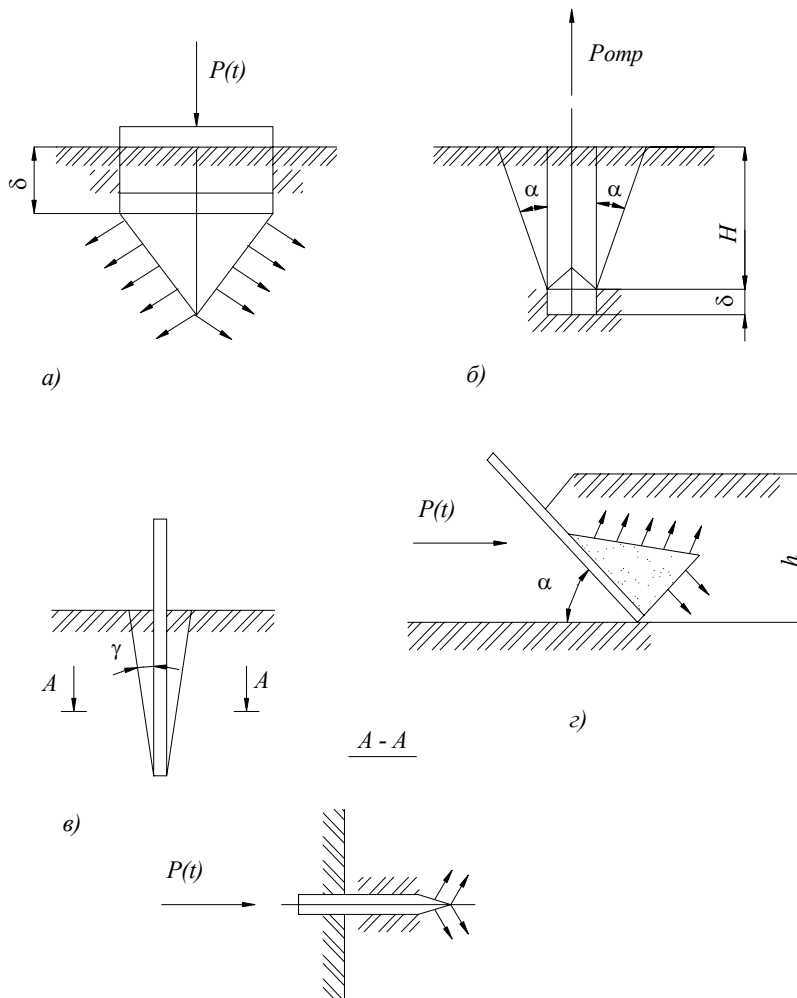 P(t)
δ
а)
Pотр
α α
H
δ
б)
γ
A A
в)
P(t)
α
h
г)
A - A
P(t)